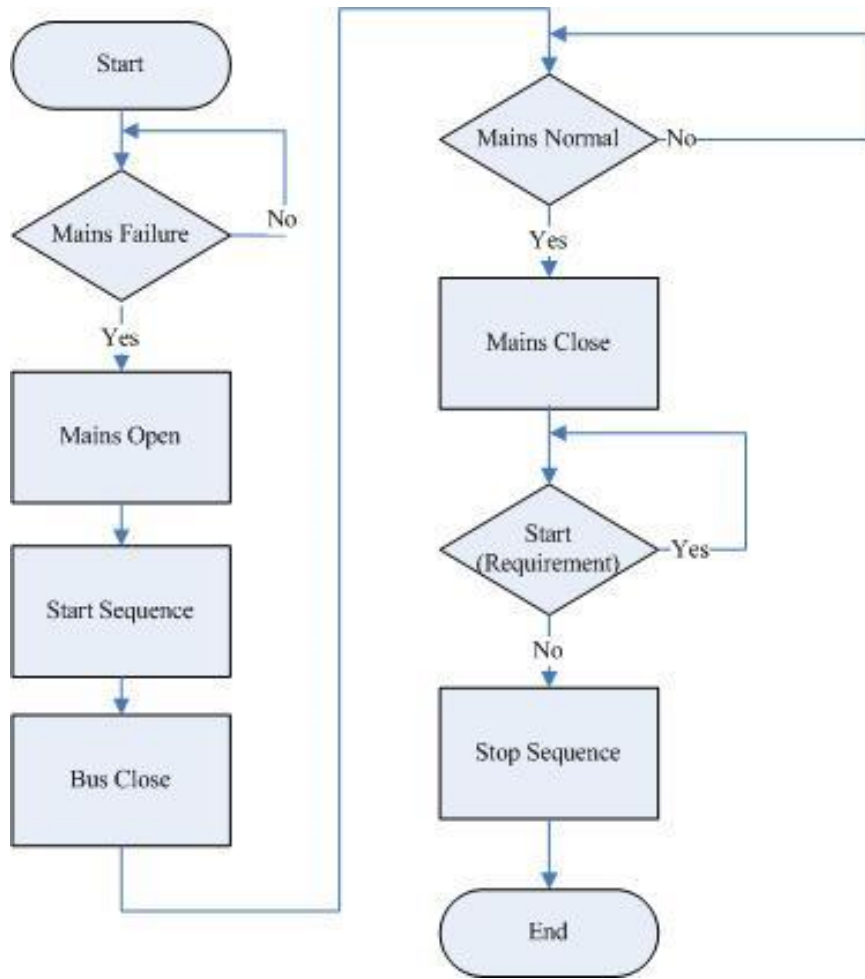 Start
Mains Failure
No
Yes
Mains Open
Start Sequence
Bus Close
Mains Normal
No
Yes
Mains Close
Start
(Requirement)
Yes
No
Stop Sequence
End